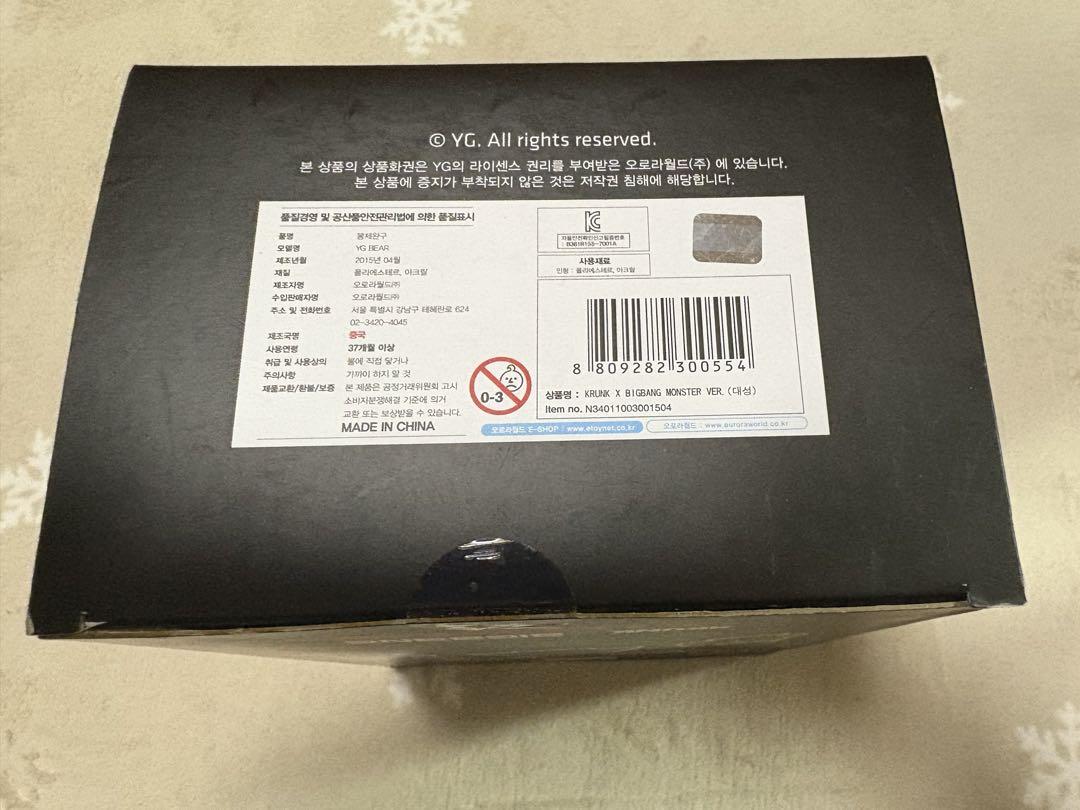 © YG. All rights reserved.
본 상품의 상품화권은 YG의 라이센스 권리를 부여받은 오로라월드(주) 에 있습니다.
본 상품에 증지가 부착되지 않은 것은 저작권 침해에 해당합니다.
품질경영 및 공산품안전관리법에 의한 품질표시
품명 봉제완구
모델명 YG BEAR
제조년월 2015년 04월
재질 폴리에스테르, 아크릴
제조자명 오로라월드㈜
수입판매자명 오로라월드㈜
주소 및 전화번호 서울 특별시 강남구 테헤란로 624
02-3420-4045
제조국명 중국
사용연령 37개월 이상
취급 및 사용상의 불에 직접 닿거나
주의사항 가까이 하지 말 것
제품교환/환불/보증 본 제품은 공정거래위원회 고시
소비자분쟁해결 기준에 의거
교환 또는 보상받을 수 있습니다.
MADE IN CHINA
0-3
KC
자율안전확인신고필증번호
: B361R155-7001A
사용재료
인형 : 폴리에스테르, 아크릴
8 809282 300554
상품명 : KRUNK X BIGBANG MONSTER VER. (대성)
Item no. N34011003001504
오로라월드 'E-SHOP | www.etoynet.co.kr
오로라월드 : www.auroraworld.co.kr